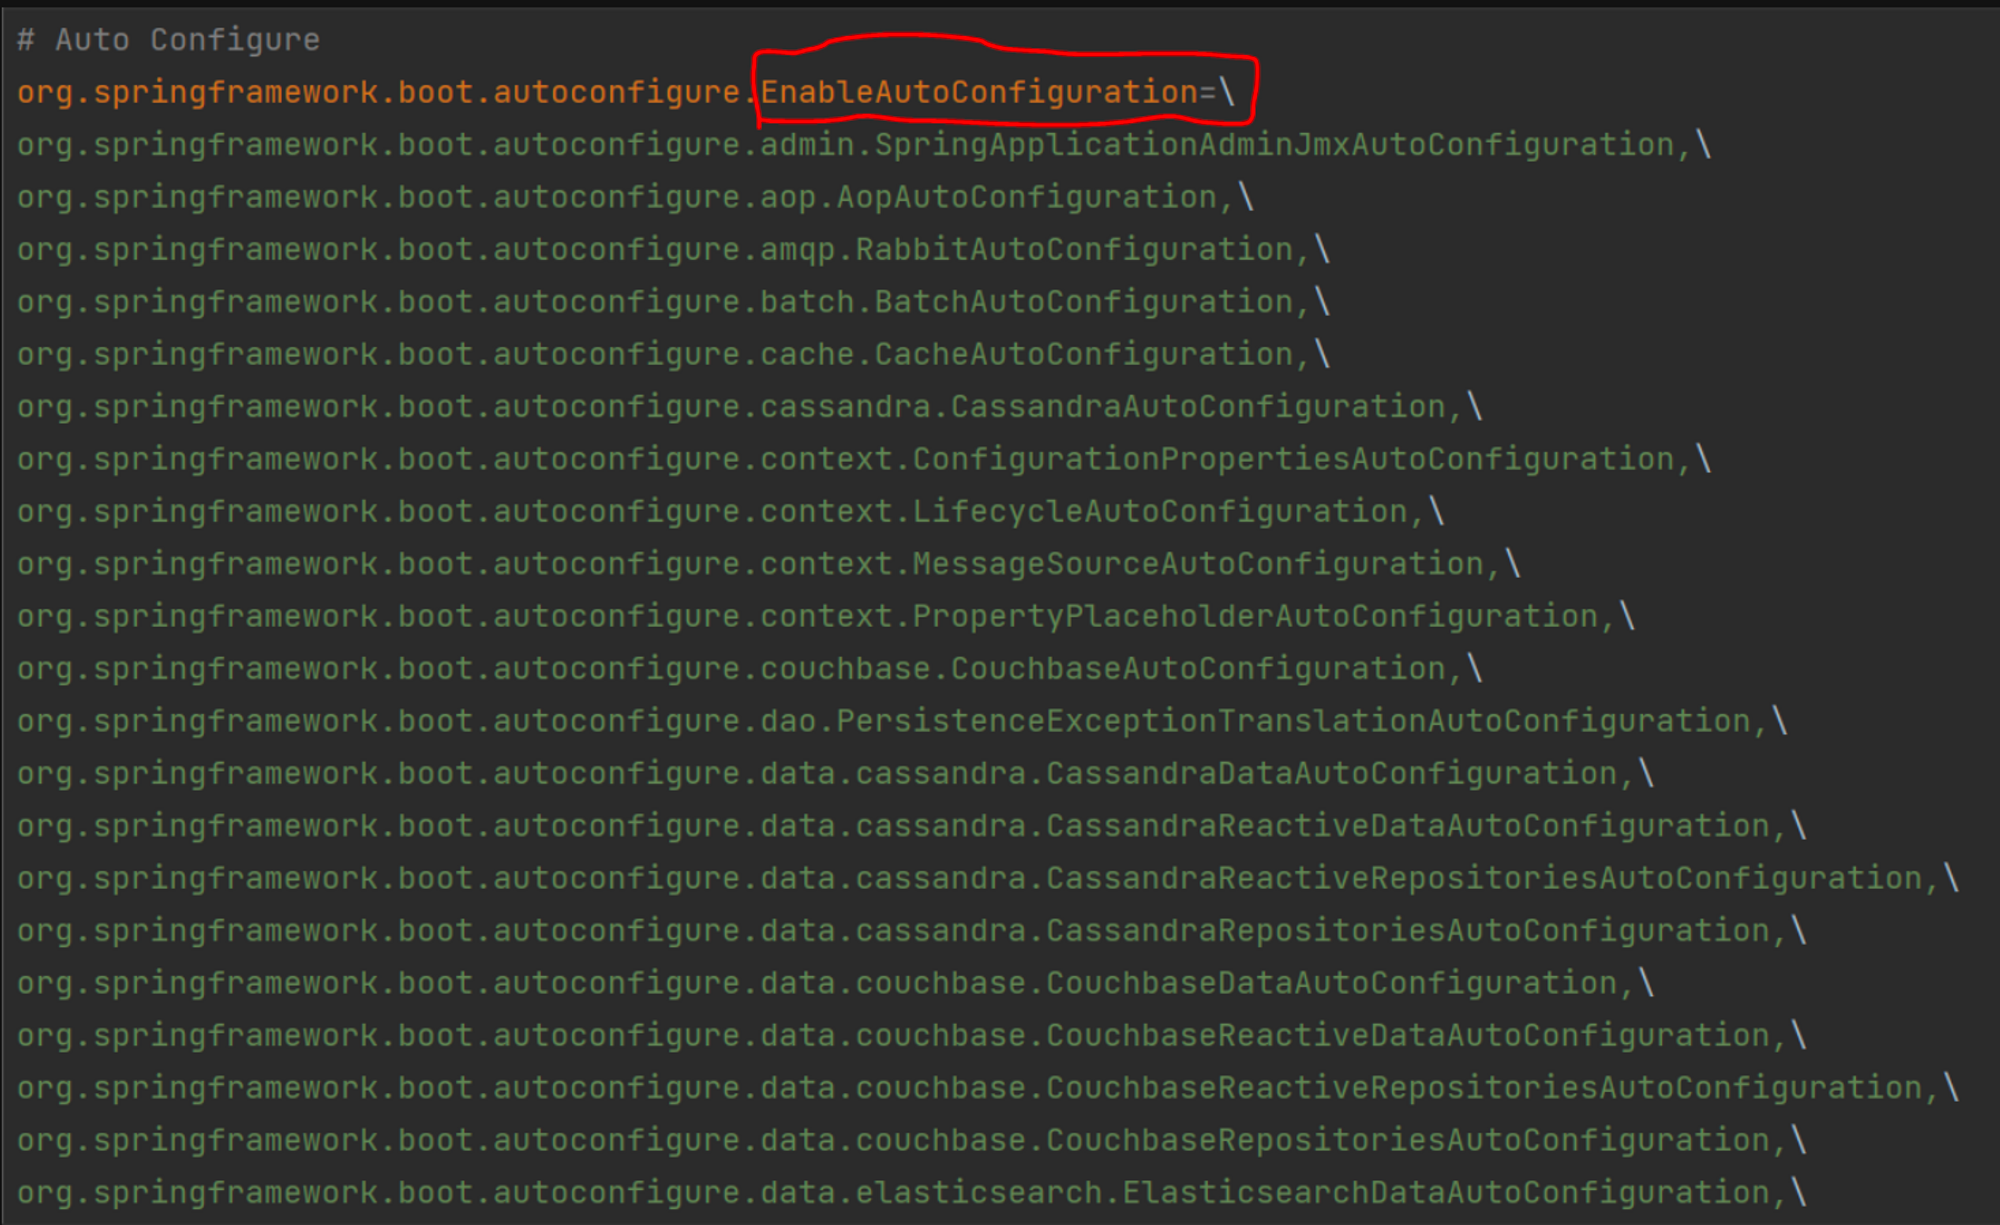 # Auto Configure
org.springframework.boot.autoconfigure.EnableAutoConfiguration=\
org.springframework.boot.autoconfigure.admin.SpringApplicationAdminJmxAutoConfiguration,\
org.springframework.boot.autoconfigure.aop.AopAutoConfiguration,\
org.springframework.boot.autoconfigure.amqp.RabbitAutoConfiguration,\
org.springframework.boot.autoconfigure.batch.BatchAutoConfiguration,\
org.springframework.boot.autoconfigure.cache.CacheAutoConfiguration,\
org.springframework.boot.autoconfigure.cassandra.CassandraAutoConfiguration,\
org.springframework.boot.autoconfigure.context.ConfigurationPropertiesAutoConfiguration,\
org.springframework.boot.autoconfigure.context.LifecycleAutoConfiguration,\
org.springframework.boot.autoconfigure.context.MessageSourceAutoConfiguration,\
org.springframework.boot.autoconfigure.context.PropertyPlaceholderAutoConfiguration,\
org.springframework.boot.autoconfigure.couchbase.CouchbaseAutoConfiguration,\
org.springframework.boot.autoconfigure.dao.PersistenceExceptionTranslationAutoConfiguration,\
org.springframework.boot.autoconfigure.data.cassandra.CassandraDataAutoConfiguration,\
org.springframework.boot.autoconfigure.data.cassandra.CassandraReactiveDataAutoConfiguration,\
org.springframework.boot.autoconfigure.data.cassandra.CassandraReactiveRepositoriesAutoConfiguration,\
org.springframework.boot.autoconfigure.data.cassandra.CassandraRepositoriesAutoConfiguration,\
org.springframework.boot.autoconfigure.data.couchbase.CouchbaseDataAutoConfiguration,\
org.springframework.boot.autoconfigure.data.couchbase.CouchbaseReactiveDataAutoConfiguration,\
org.springframework.boot.autoconfigure.data.couchbase.CouchbaseReactiveRepositoriesAutoConfiguration,\
org.springframework.boot.autoconfigure.data.couchbase.CouchbaseRepositoriesAutoConfiguration,\
org.springframework.boot.autoconfigure.data.elasticsearch.ElasticsearchDataAutoConfiguration,\